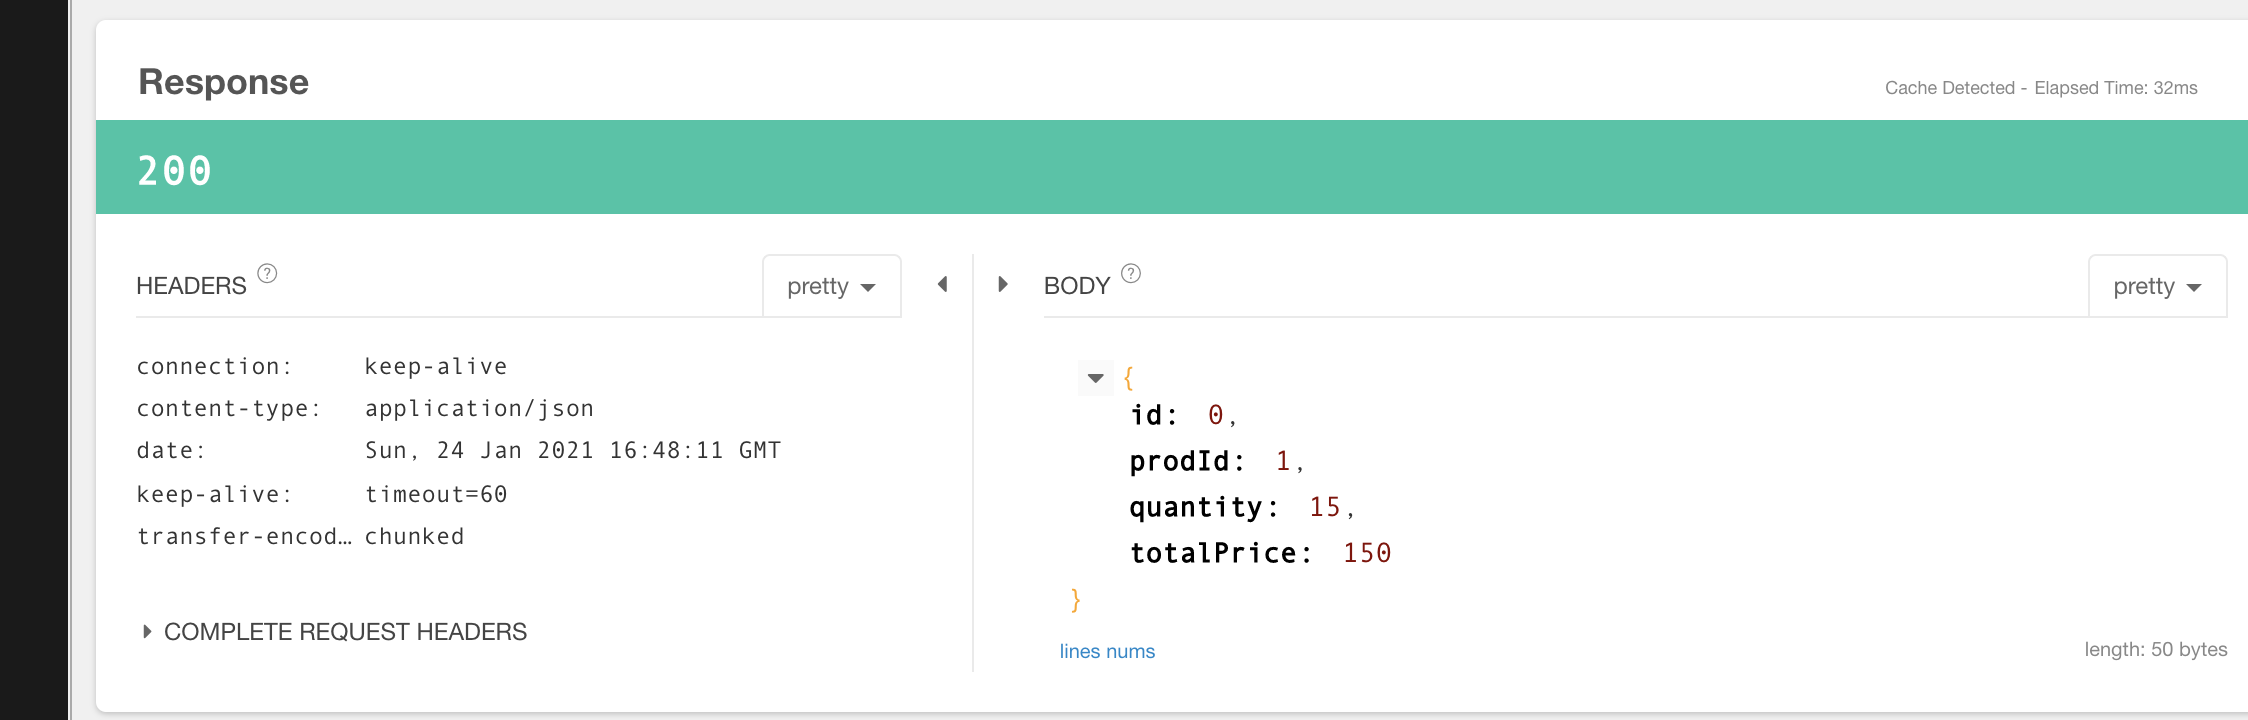 Response
Cache Detected - Elapsed Time: 32ms
200
HEADERS ?
pretty
connection: keep-alive
content-type: application/json
date: Sun, 24 Jan 2021 16:48:11 GMT
keep-alive: timeout=60
transfer-encod… chunked
COMPLETE REQUEST HEADERS
BODY ?
pretty
{
id: 0,
prodId: 1,
quantity: 15,
totalPrice: 150
}
lines nums
length: 50 bytes